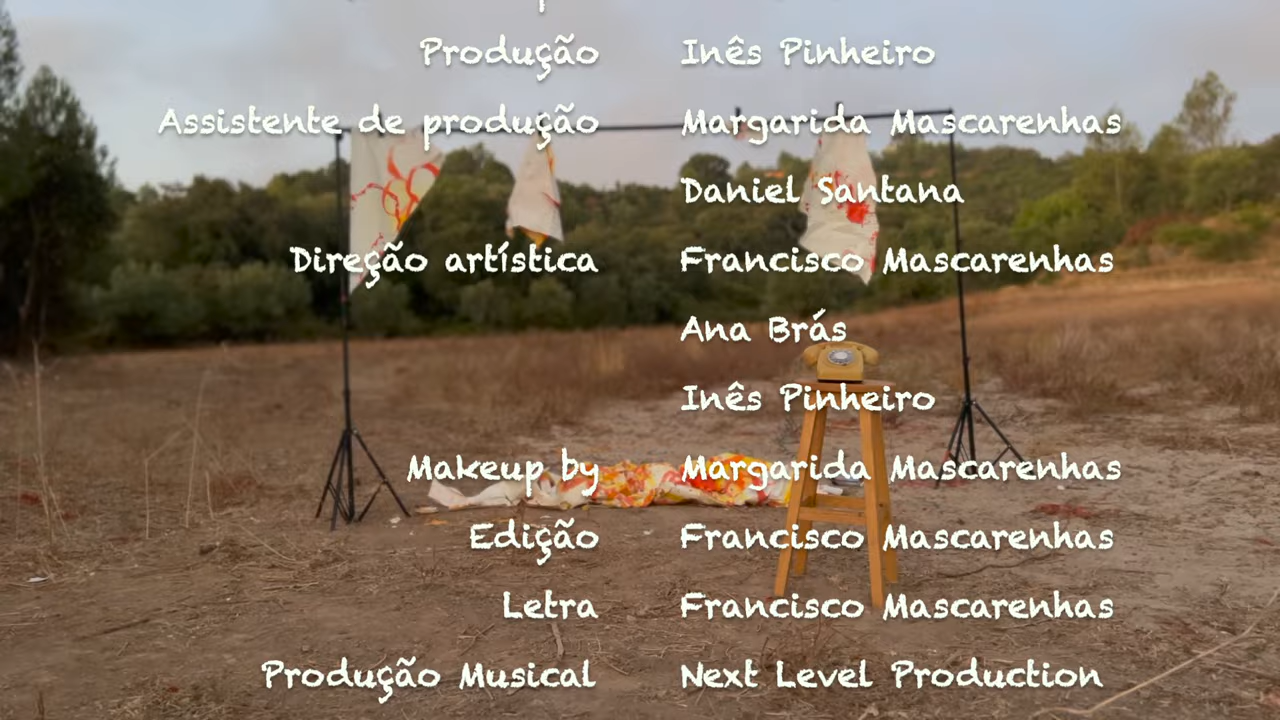 Produção Inês Pinheiro
Assistente de produção Margarida Mascarenhas
Daniel Santana
Direção artística Francisco Mascarenhas
Ana Brás
Inês Pinheiro
Makeup by Margarida Mascarenhas
Edição Francisco Mascarenhas
Letra Francisco Mascarenhas
Produção Musical Next Level Production